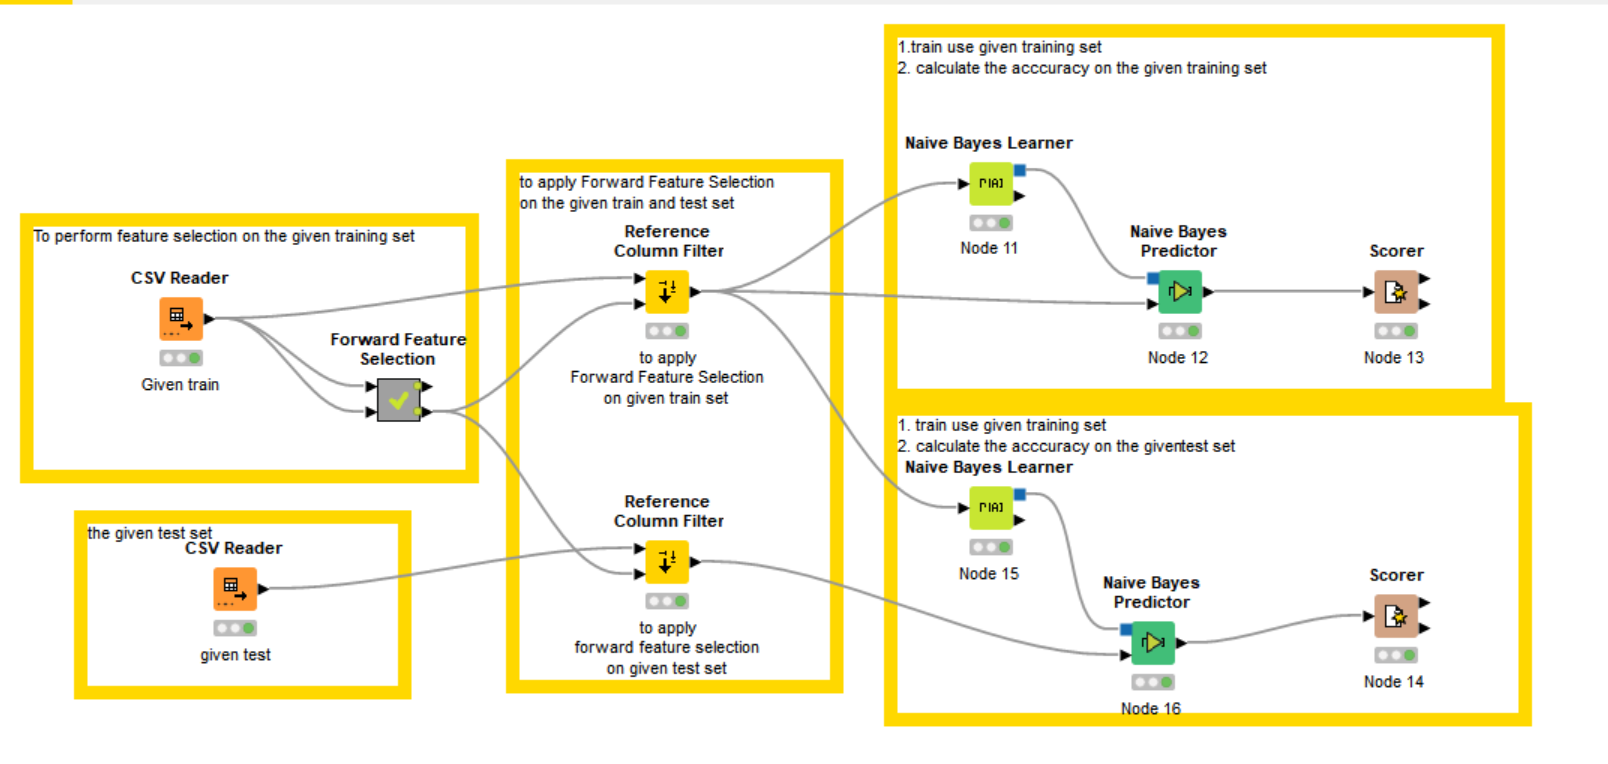 To perform feature selection on the given training set
CSV Reader
Given train
Forward Feature
Selection
the given test set
CSV Reader
given test
to apply Forward Feature Selection
on the given train and test set
Reference
Column Filter
to apply
Forward Feature Selection
on given train set
Reference
Column Filter
to apply
forward feature selection
on given test set
1.train use given training set
2. calculate the acccuracy on the given training set
Naive Bayes Learner
Node 11
Naive Bayes
Predictor
Node 12
Scorer
Node 13
1. train use given training set
2. calculate the acccuracy on the giventest set
Naive Bayes Learner
Node 15
Naive Bayes
Predictor
Node 16
Scorer
Node 14